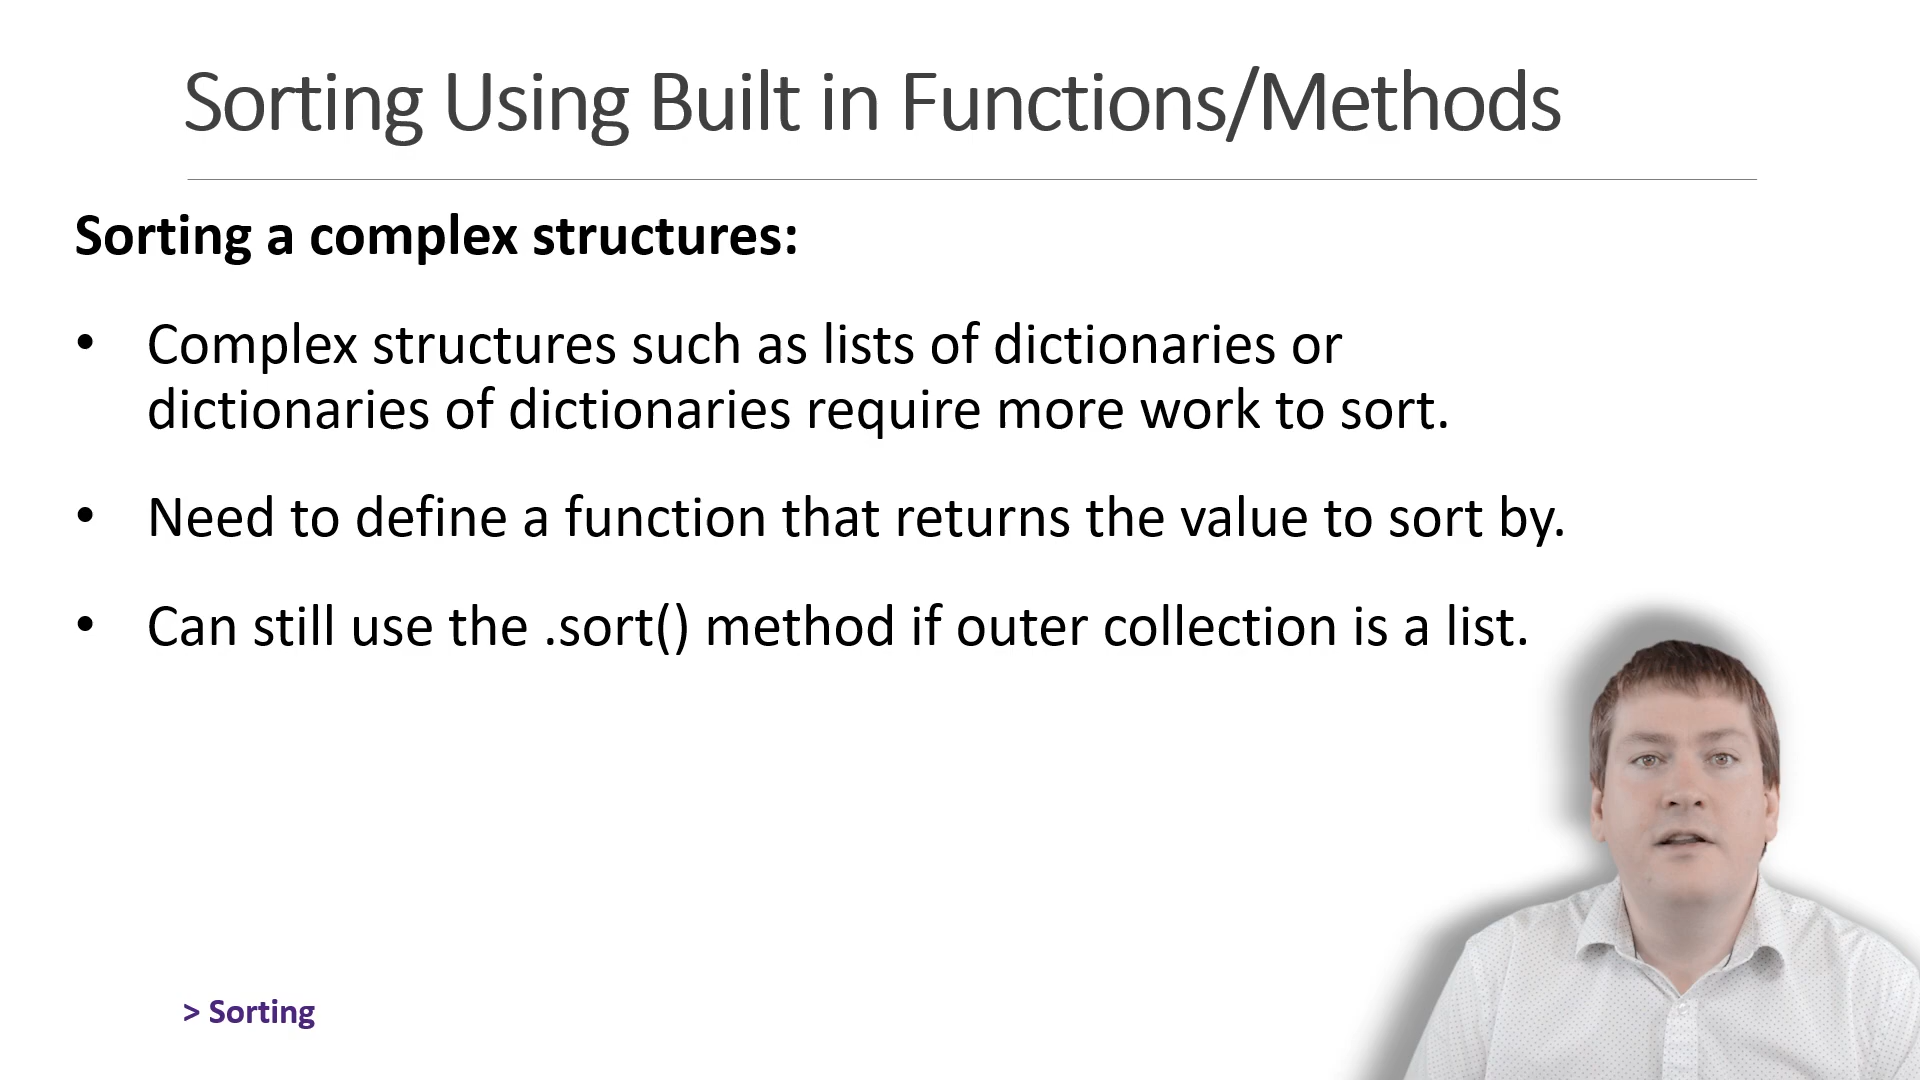 Sorting Using Built in Functions/Methods
Sorting a complex structures:
• Complex structures such as lists of dictionaries or
dictionaries of dictionaries require more work to sort.
• Need to define a function that returns the value to sort by.
• Can still use the .sort() method if outer collection is a list.
> Sorting